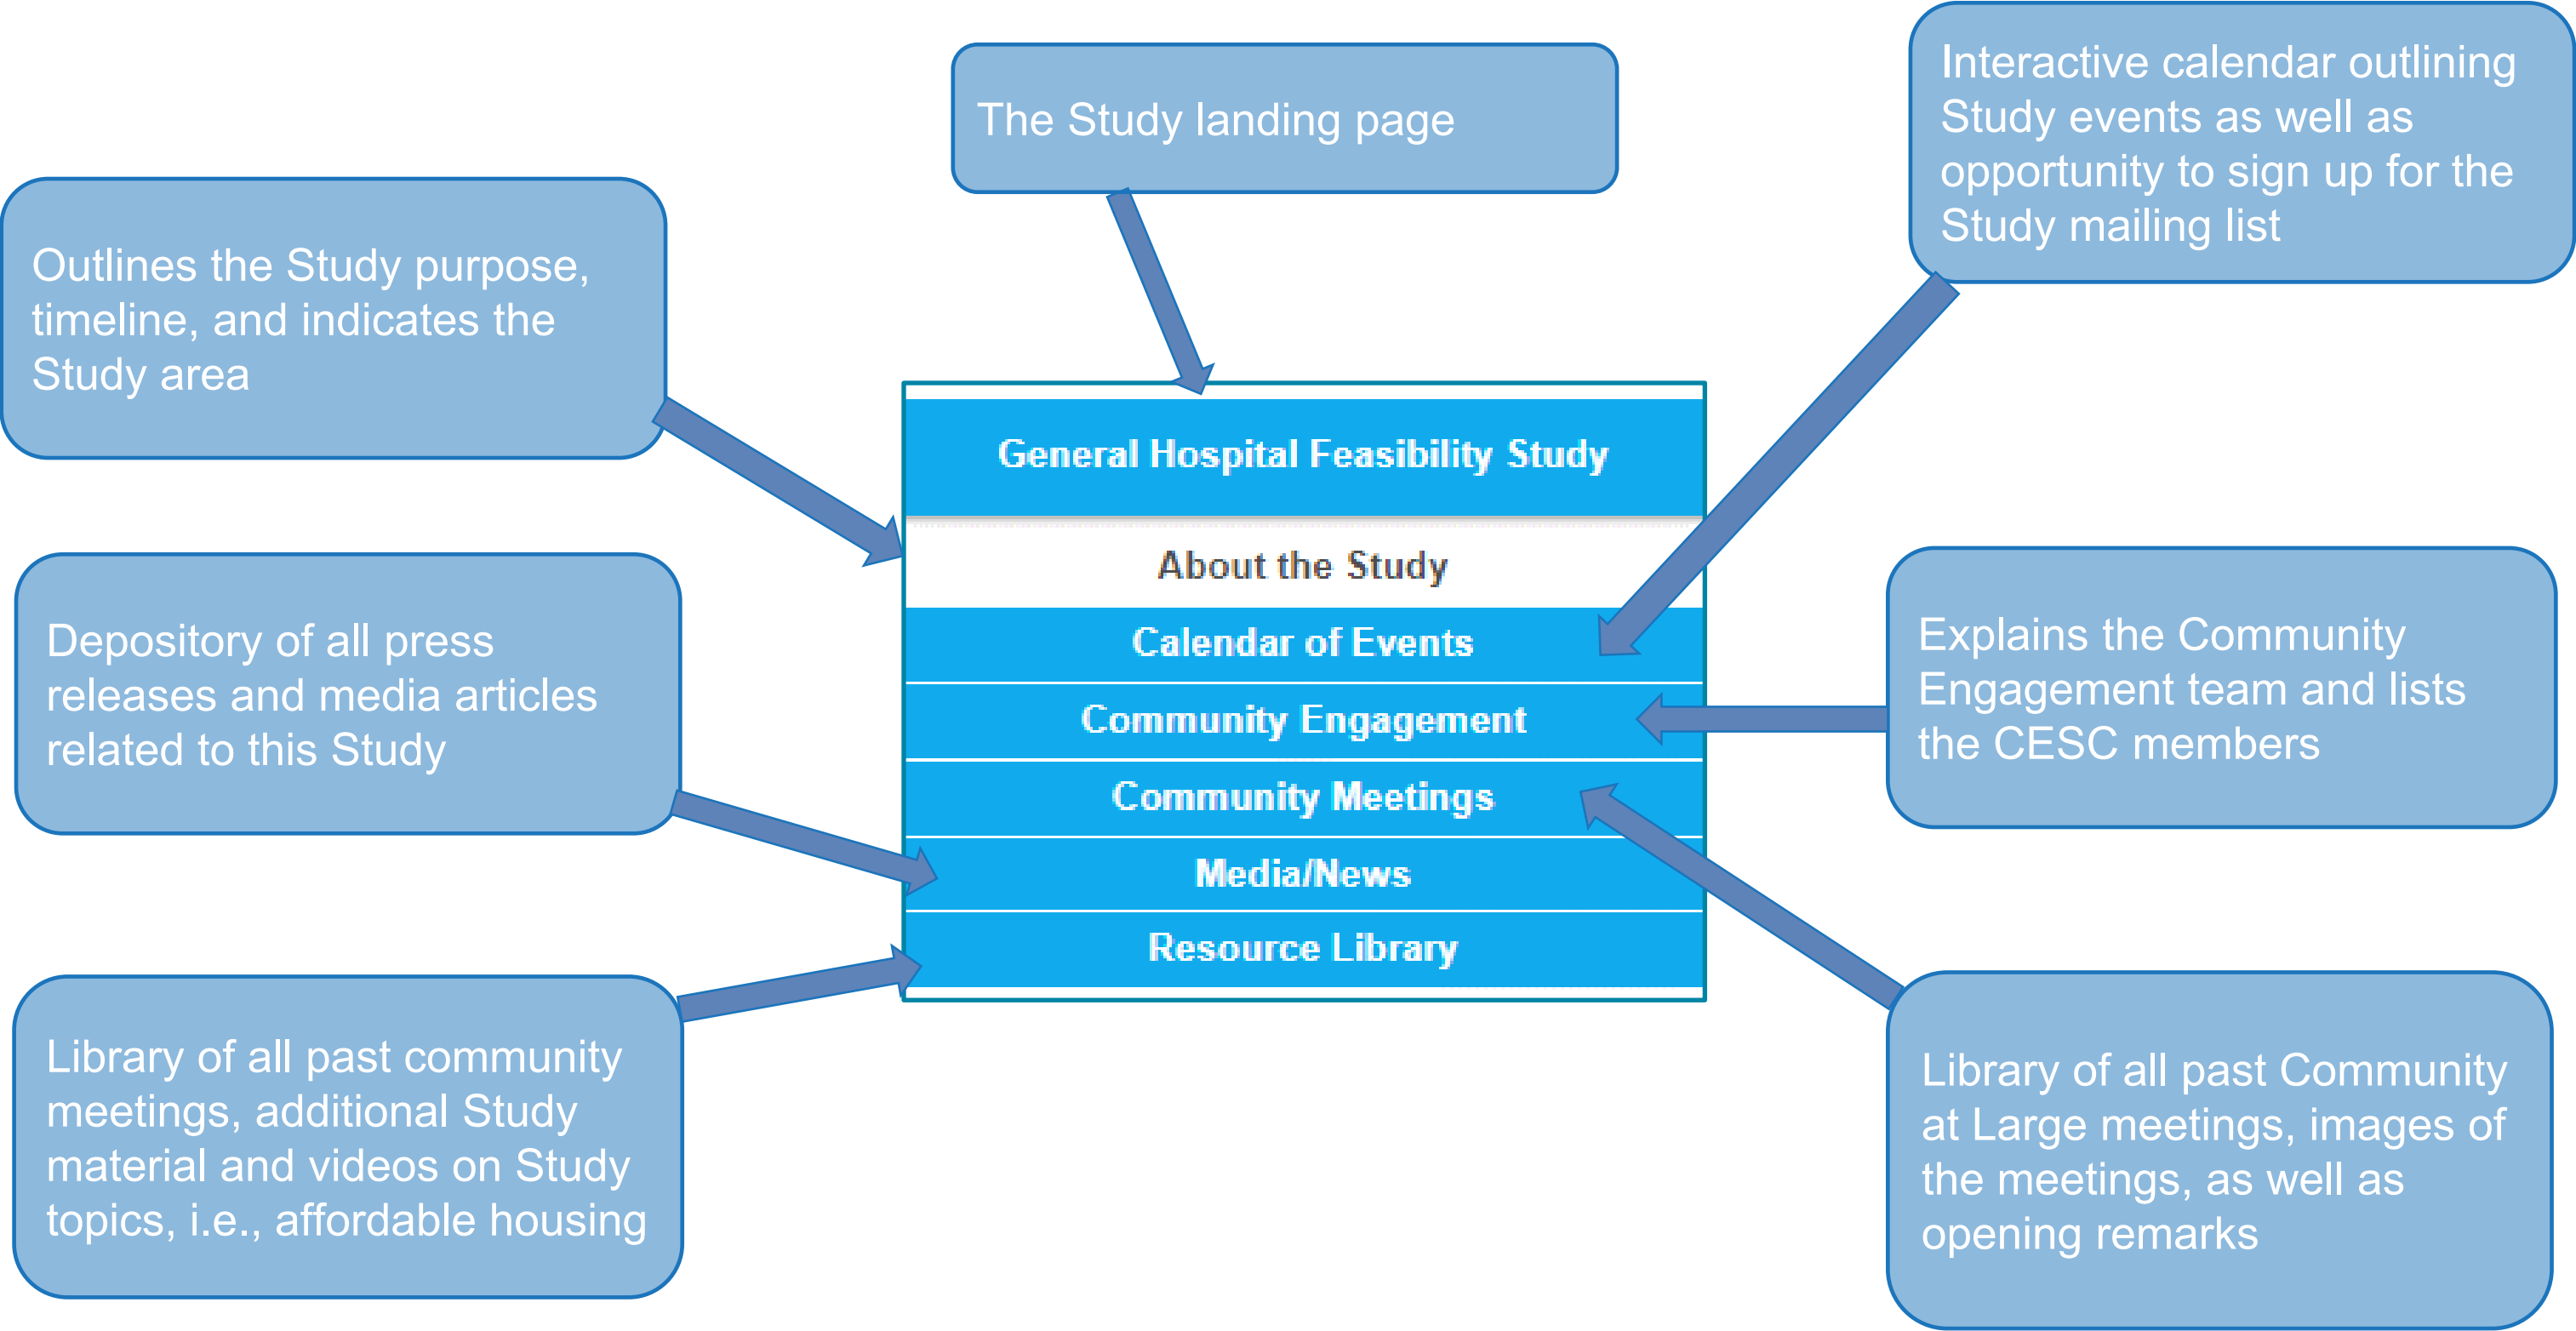 The Study landing page
Interactive calendar outlining
Study events as well as
opportunity to sign up for the
Study mailing list
Outlines the Study purpose,
timeline, and indicates the
Study area
General Hospital Feasibility Study
About the Study
Calendar of Events
Community Engagement
Community Meetings
Media/News
Resource Library
Depository of all press
releases and media articles
related to this Study
Explains the Community
Engagement team and lists
the CESC members
Library of all past community
meetings, additional Study
material and videos on Study
topics, i.e., affordable housing
Library of all past Community
at Large meetings, images of
the meetings, as well as
opening remarks